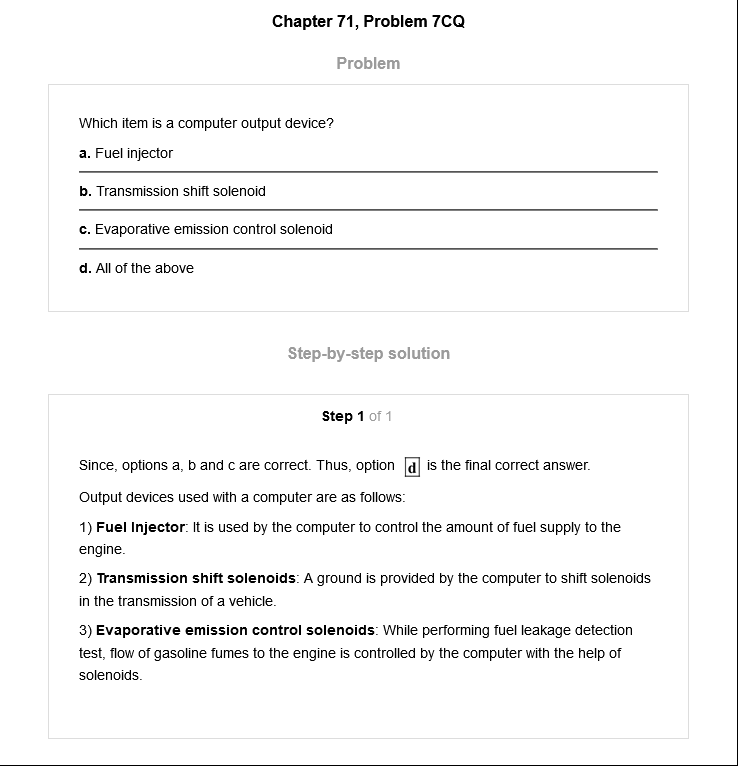 Chapter 71, Problem 7CQ
Problem
Which item is a computer output device?
a. Fuel injector
b. Transmission shift solenoid
c. Evaporative emission control solenoid
d. All of the above
Step-by-step solution
Step 1 of 1
Since, options a, b and c are correct. Thus, option d is the final correct answer.
Output devices used with a computer are as follows:
1) Fuel Injector: It is used by the computer to control the amount of fuel supply to the
engine.
2) Transmission shift solenoids: A ground is provided by the computer to shift solenoids
in the transmission of a vehicle.
3) Evaporative emission control solenoids: While performing fuel leakage detection
test, flow of gasoline fumes to the engine is controlled by the computer with the help of
solenoids.